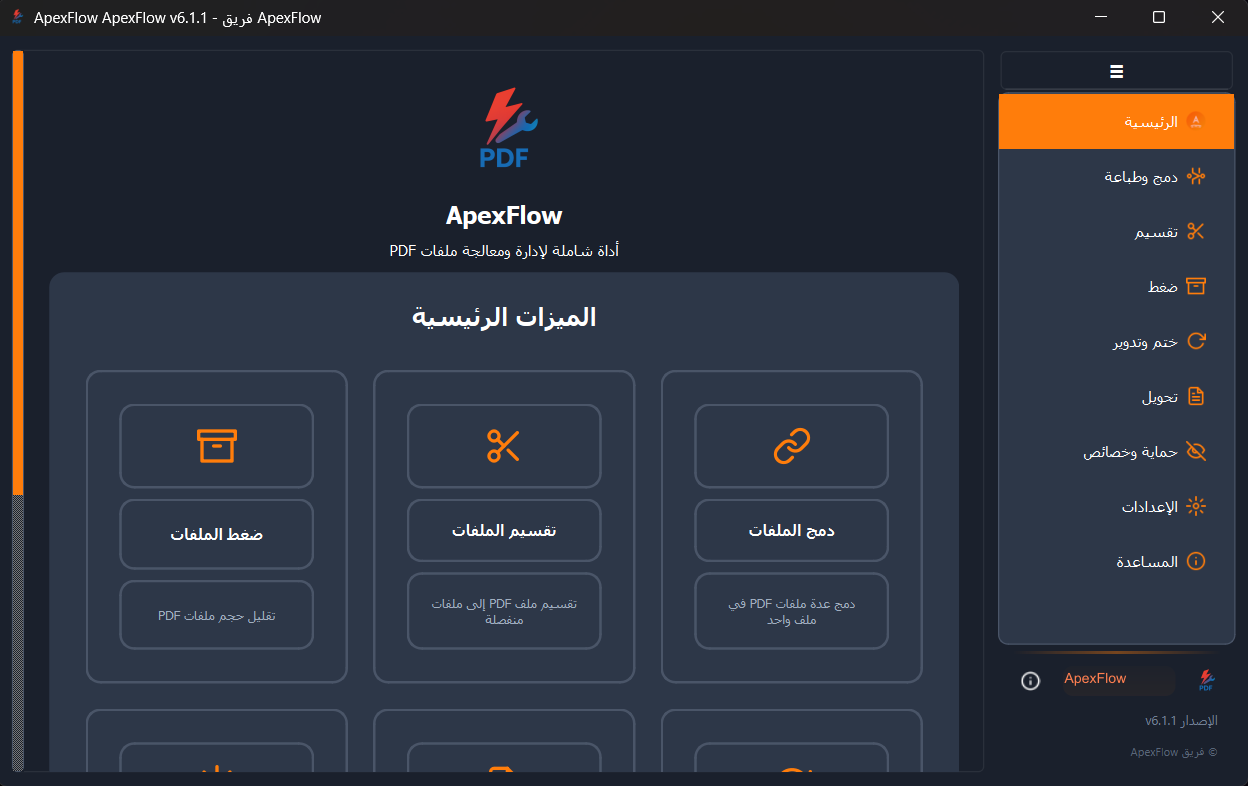 ApexFlow ApexFlow v6.1.1 - فريق ApexFlow
PDF
ApexFlow
أداة شاملة لإدارة ومعالجة ملفات PDF
الميزات الرئيسية
دمج الملفات
دمج عدة ملفات PDF في
ملف واحد
تقسيم الملفات
تقسيم ملف PDF إلى ملفات
منفصلة
ضغط الملفات
تقليل حجم ملفات PDF
الرئيسية
دمج وطباعة
تقسيم
ضغط
ختم وتدوير
تحويل
حماية وخصائص
الإعدادات
المساعدة
ApexFlow
PDF
الإصدار v6.1.1
© فريق ApexFlow